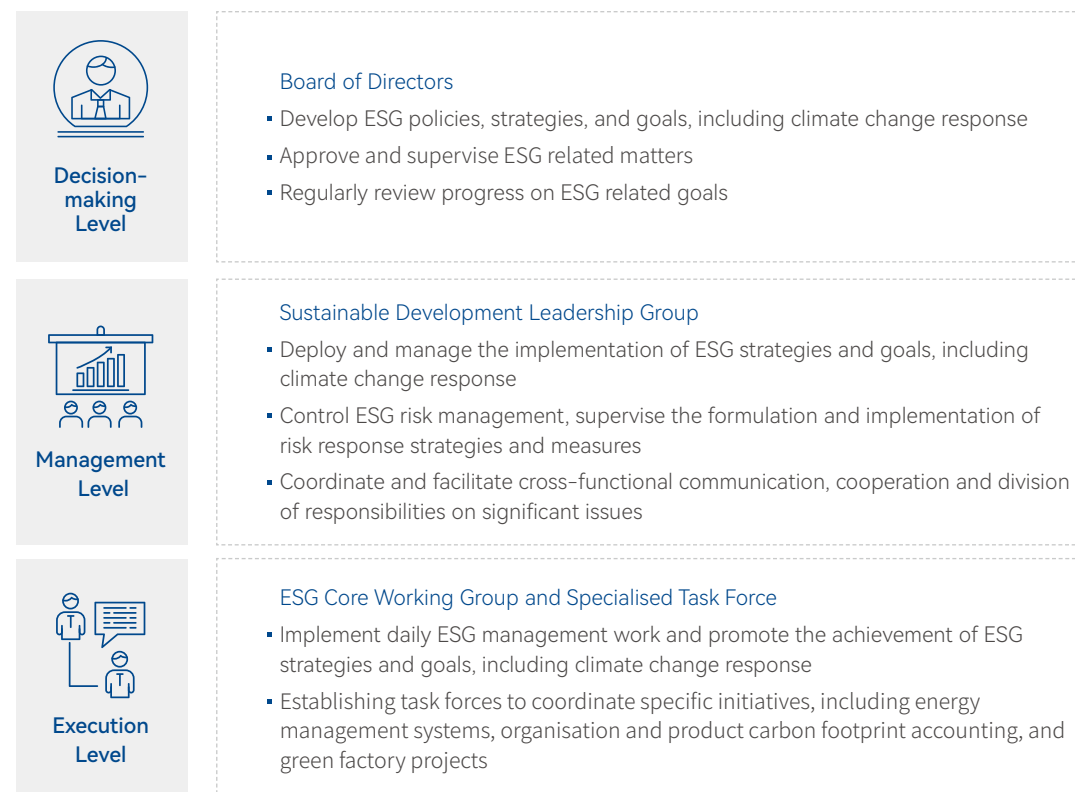 Decision-
making
Level
Board of Directors
▪ Develop ESG policies, strategies, and goals, including climate change response
▪ Approve and supervise ESG related matters
▪ Regularly review progress on ESG related goals
Management
Level
Sustainable Development Leadership Group
▪ Deploy and manage the implementation of ESG strategies and goals, including
climate change response
▪ Control ESG risk management, supervise the formulation and implementation of
risk response strategies and measures
▪ Coordinate and facilitate cross-functional communication, cooperation and division
of responsibilities on significant issues
Execution
Level
ESG Core Working Group and Specialised Task Force
▪ Implement daily ESG management work and promote the achievement of ESG
strategies and goals, including climate change response
▪ Establishing task forces to coordinate specific initiatives, including energy
management systems, organisation and product carbon footprint accounting, and
green factory projects